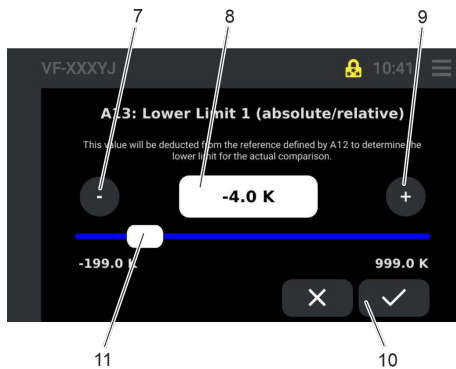 7
8
9
VF-XXXYJ
10:41
A13: Lower Limit 1 (absolute/relative)
This value will be deducted from the reference defined by A12 to determine the
lower limit for the actual comparison.
-
-4.0 K
+
-199.0 K
999.0 K
11
10